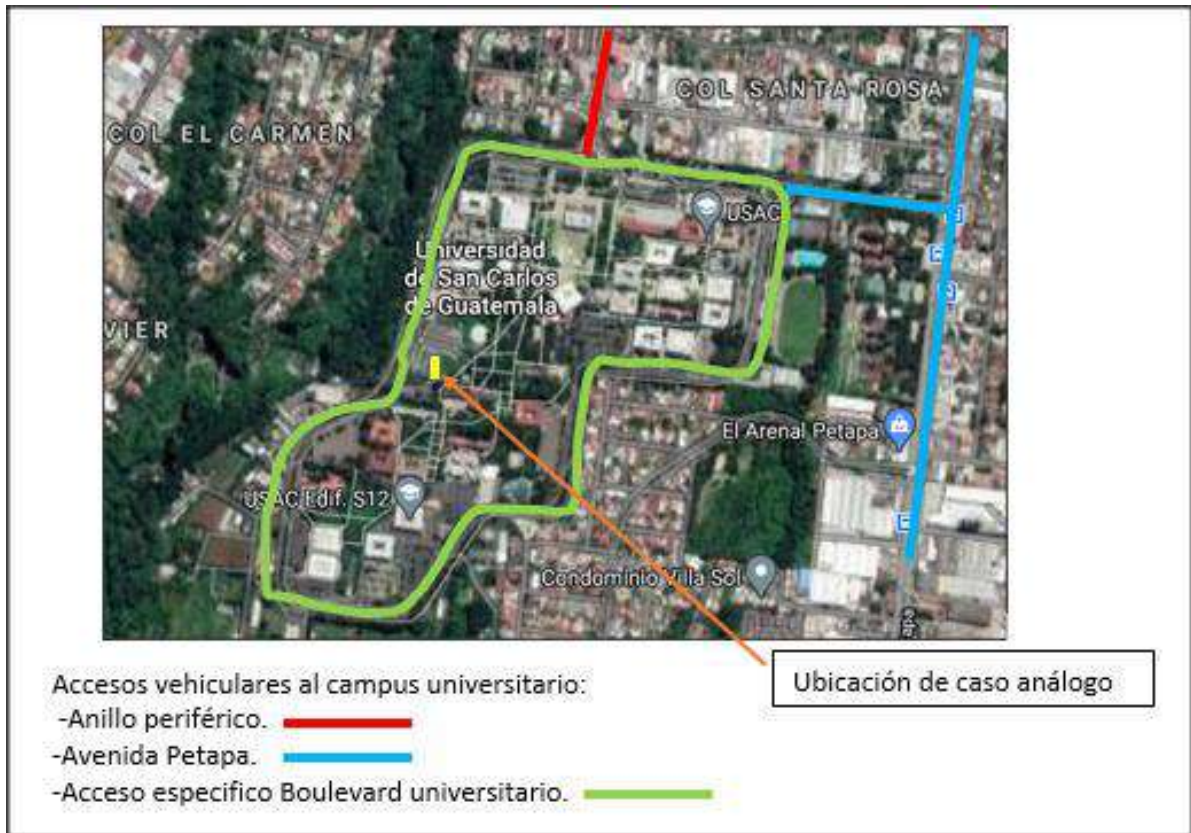 COL SANTA ROSA
COL EL CARMEN
USAC
Universidad
de San Carlos
de Guatemala
VIER
El Arenal Petapa
USAC Edif. S12
Condominio Villa Sol
Ubicación de caso análogo
Accesos vehiculares al campus universitario:
-Anillo periférico.
-Avenida Petapa.
-Acceso especifico Boulevard universitario.